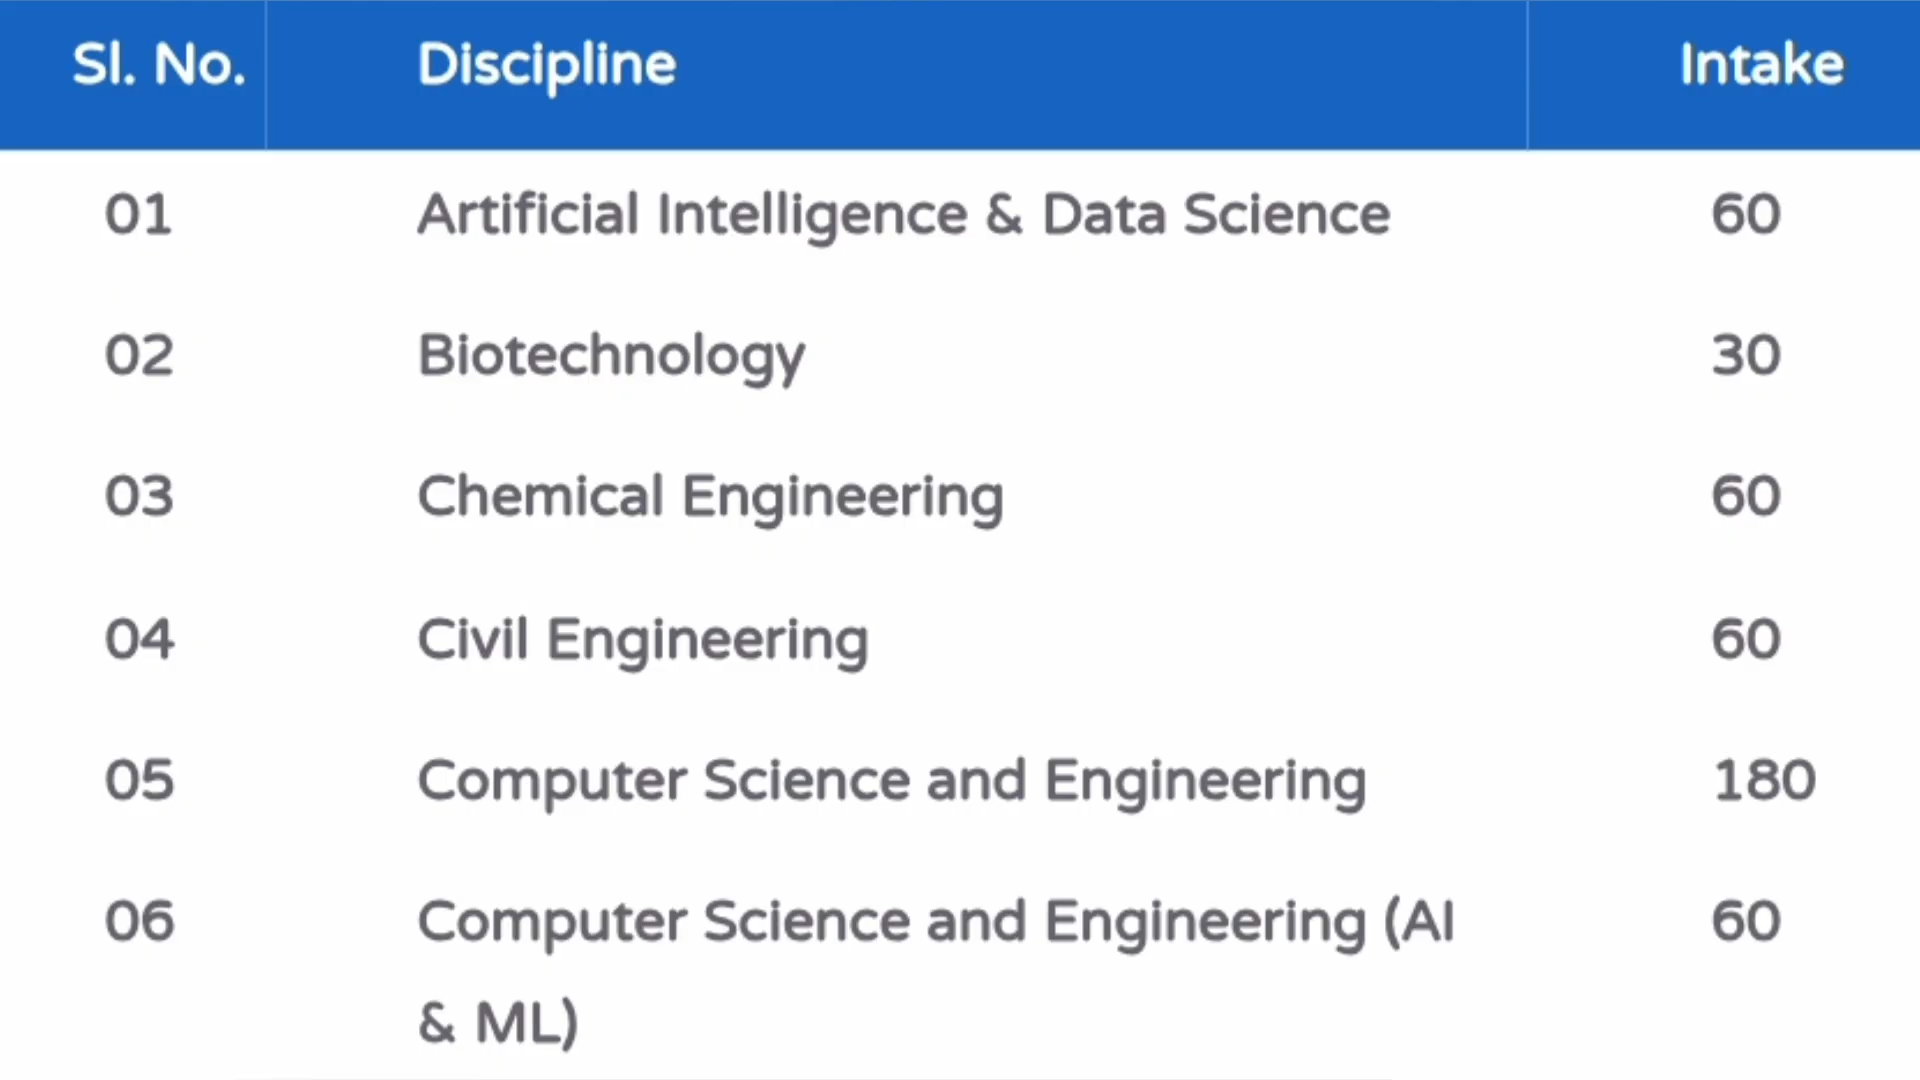 Sl. No. Discipline Intake
01 Artificial Intelligence & Data Science 60
02 Biotechnology 30
03 Chemical Engineering 60
04 Civil Engineering 60
05 Computer Science and Engineering 180
06 Computer Science and Engineering (AI 60
& ML)